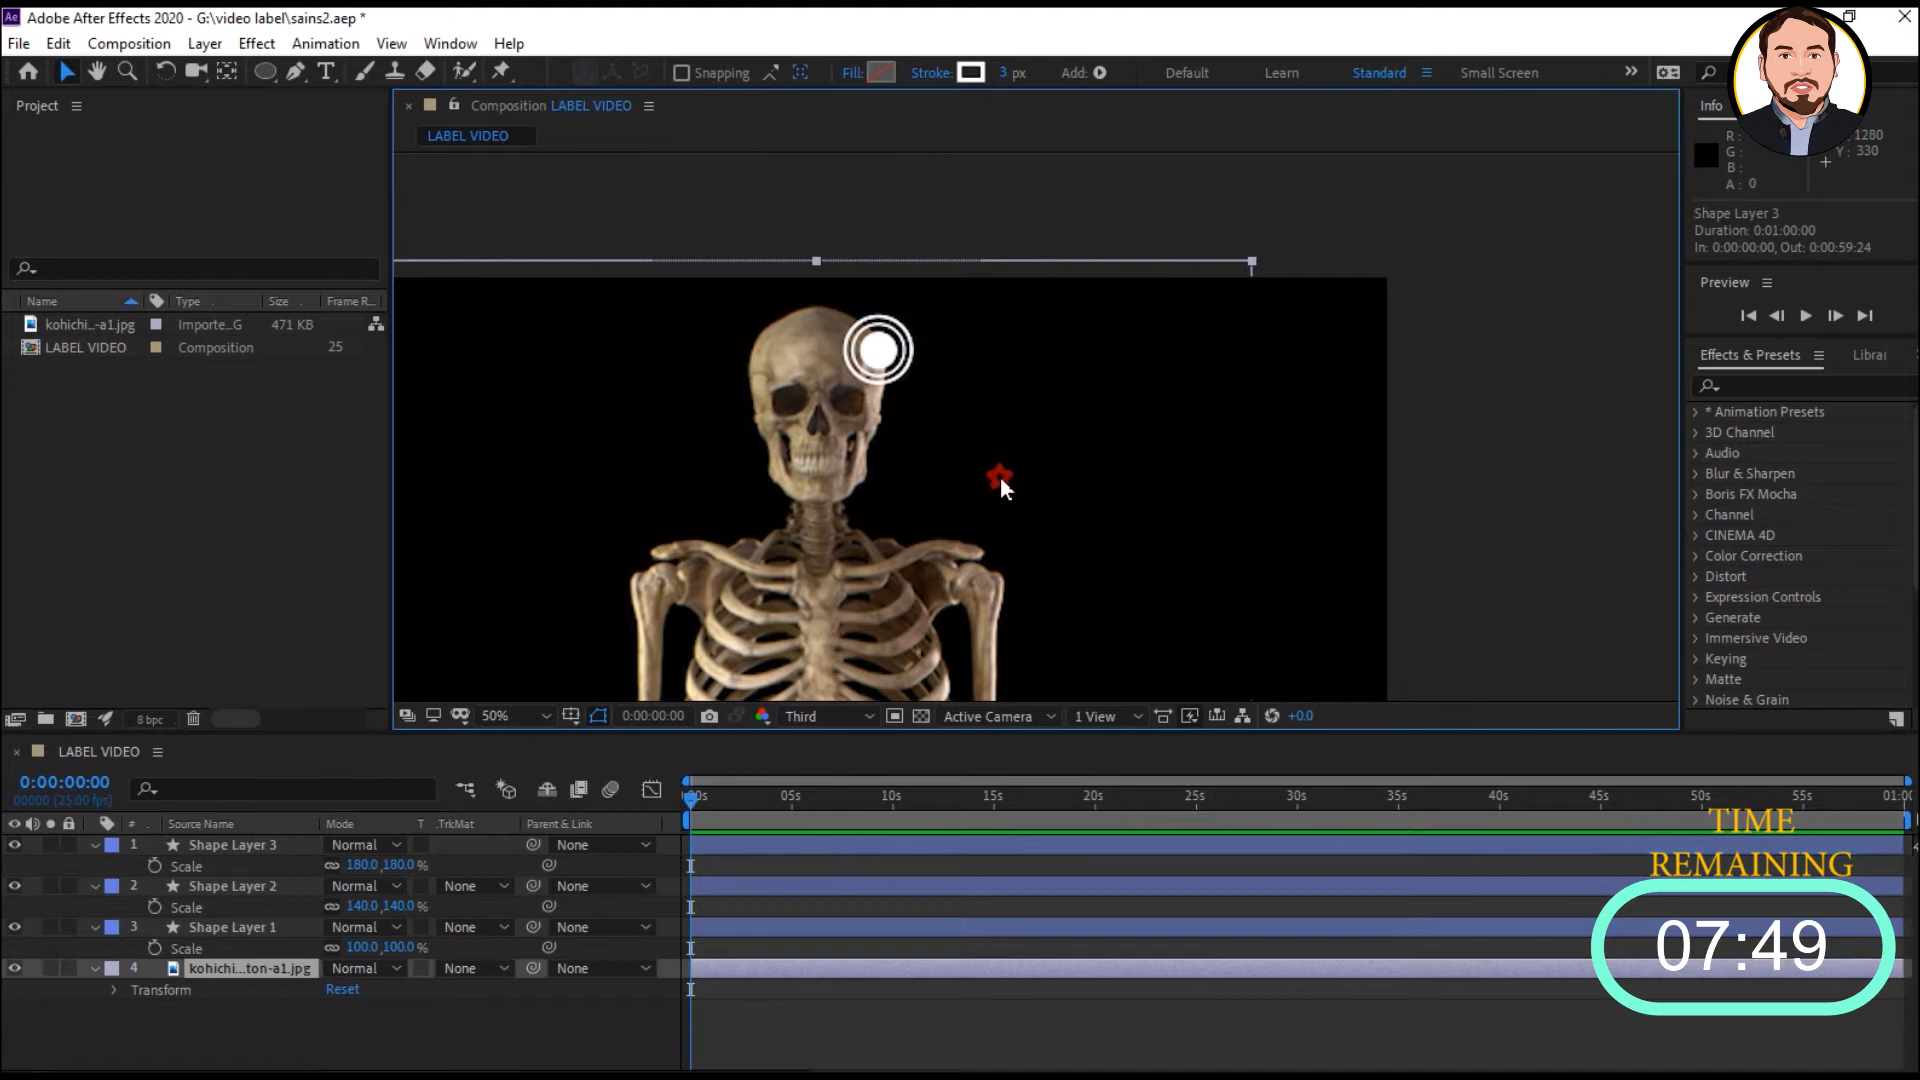 Ae Adobe After Effects 2020 - G:\video label\sains2.aep *
File Edit Composition Layer Effect Animation View Window Help
T Snapping Fill: Stroke: 3 px Add: Default Learn Standard Small Screen
Project
Composition LABEL VIDEO
LABEL VIDEO
Info
R :
G :
B :
A : 0
1280
Y : 330
Shape Layer 3
Duration: 0:01:00:00
In: 0:00:00:00, Out: 0:00:59:24
Preview
Name Type Size Frame R...
kohichi...-a1.jpg Importe...G 471 KB
LABEL VIDEO Composition 25
Effects & Presets Librai
* Animation Presets
3D Channel
Audio
Blur & Sharpen
Boris FX Mocha
Channel
CINEMA 4D
Color Correction
Distort
Expression Controls
Generate
Immersive Video
Keying
Matte
Noise & Grain
8 bpc
50% 0:00:00:00 Third Active Camera 1 View +0.0
LABEL VIDEO
0:00:00:00
00000 (25.00 fps)
# Source Name Mode T .TrkMat Parent & Link
00s 05s 10s 15s 20s 25s 30s 35s 40s 45s 50s 55s 01:00
1 Shape Layer 3 Normal None
Scale 180.0,180.0 %
2 Shape Layer 2 Normal None None
Scale 140.0,140.0 %
3 Shape Layer 1 Normal None None
Scale 100.0,100.0 %
4 kohichi...ton-a1.jpg Normal None None
Transform Reset
TIME
REMAINING
07:49